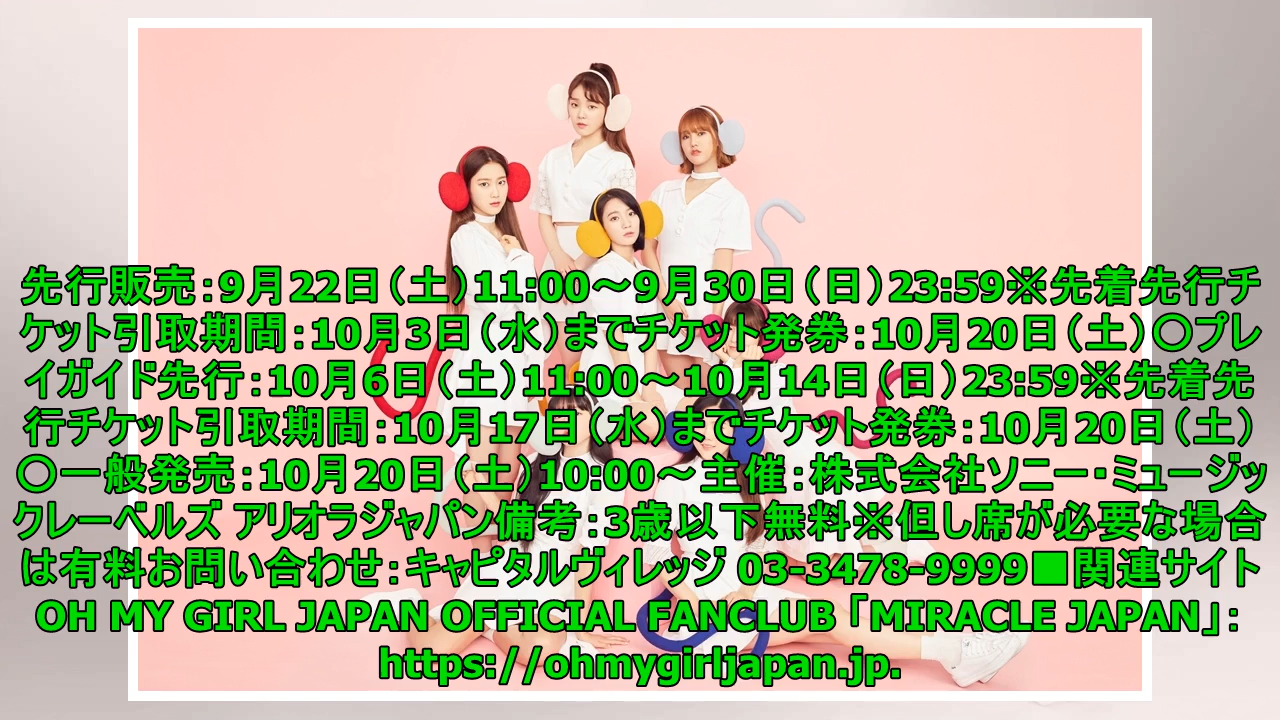 先行販売：9月22日（土）11:00～9月30日（日）23:59※先着先行チ
ケット引取期間：10月3日（水）までチケット発券：10月20日（土）〇プレ
イガイド先行：10月6日（土）11:00～10月14日（日）23:59※先着先
行チケット引取期間：10月17日（水）までチケット発券：10月20日（土）
〇一般発売：10月20日（土）10:00～主催：株式会社ソニー・ミュージッ
クレーベルズ アリオラジャパン備考：3歳以下無料※但し席が必要な場合
は有料お問い合わせ：キャピタルヴィレッジ 03-3478-9999■関連サイト
OH MY GIRL JAPAN OFFICIAL FANCLUB「MIRACLE JAPAN」：
https://ohmygirljapan.jp.